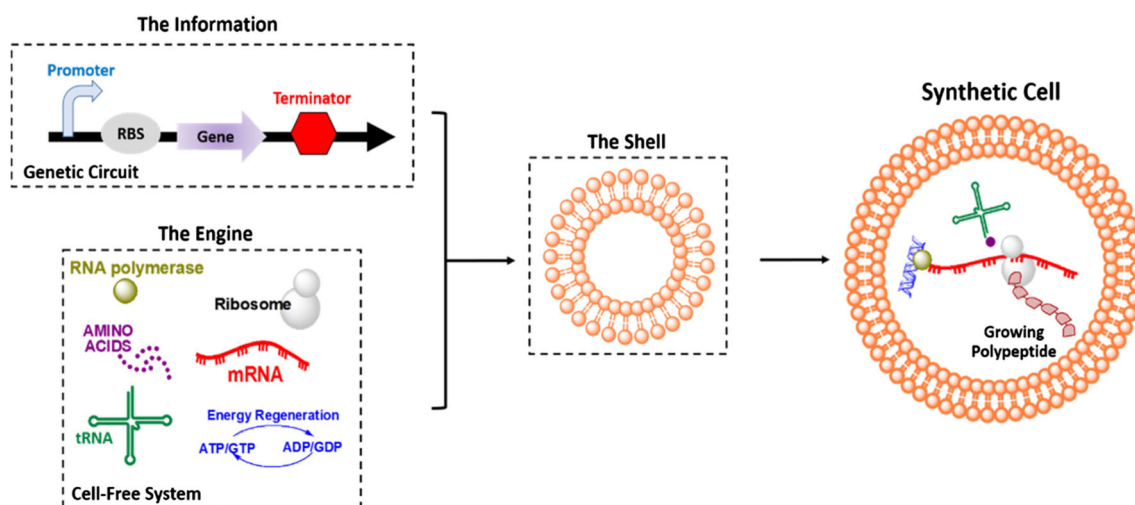 The Information
Promoter
RBS
Gene
Terminator
Genetic Circuit
The Engine
RNA polymerase
Ribosome
AMINO
ACIDS
mRNA
tRNA
Energy Regeneration
ATP/GTP
ADP/GDP
Cell-Free System
The Shell
Synthetic Cell
Growing
Polypeptide